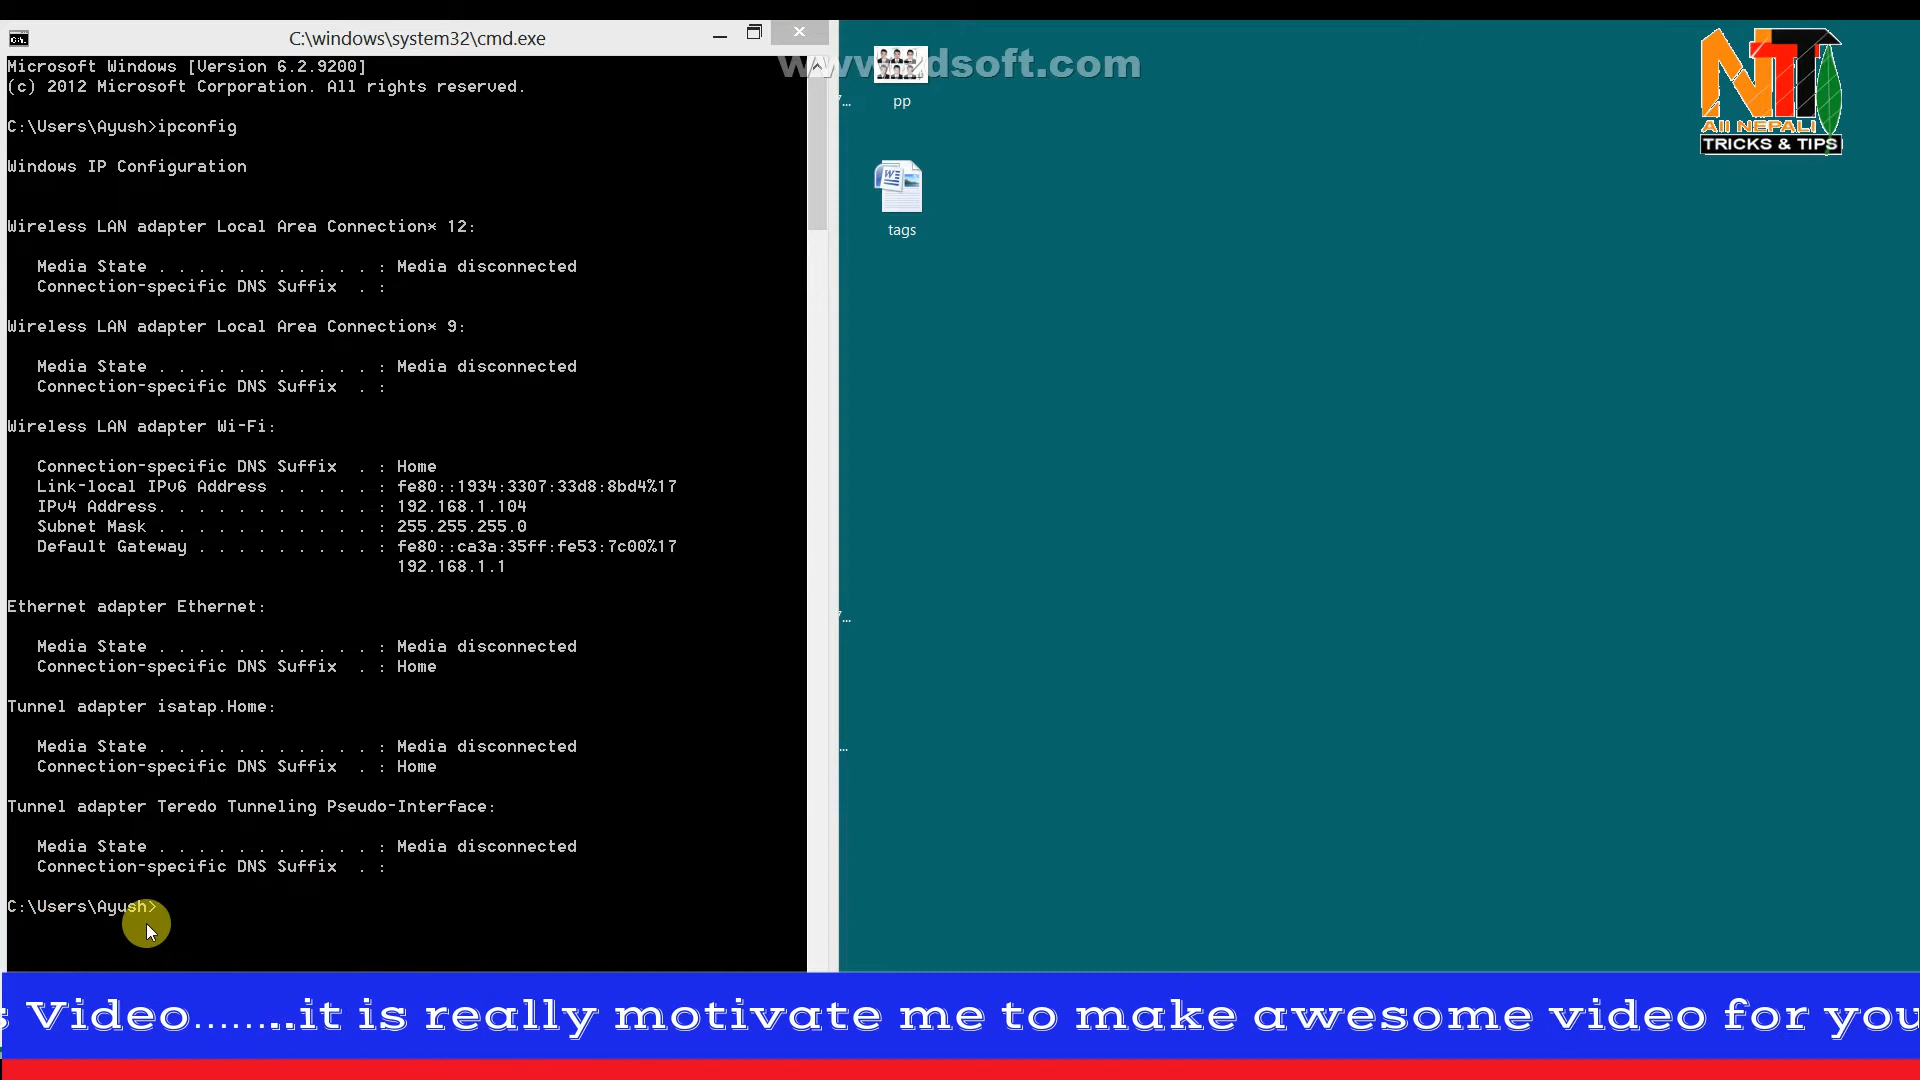 C:\windows\system32\cmd.exe
Microsoft Windows [Version 6.2.9200]
(c) 2012 Microsoft Corporation. All rights reserved.
C:\Users\Ayush>ipconfig
Windows IP Configuration
Wireless LAN adapter Local Area Connection* 12:
Media State . . . . . . . . . . . : Media disconnected
Connection-specific DNS Suffix . :
Wireless LAN adapter Local Area Connection* 9:
Media State . . . . . . . . . . . : Media disconnected
Connection-specific DNS Suffix . :
Wireless LAN adapter Wi-Fi:
Connection-specific DNS Suffix . : Home
Link-local IPv6 Address . . . . . : fe80::1934:3307:33d8:8bd4%17
IPv4 Address. . . . . . . . . . . : 192.168.1.104
Subnet Mask . . . . . . . . . . . : 255.255.255.0
Default Gateway . . . . . . . . . : fe80::ca3a:35ff:fe53:7c00%17
192.168.1.1
Ethernet adapter Ethernet:
Media State . . . . . . . . . . . : Media disconnected
Connection-specific DNS Suffix . : Home
Tunnel adapter isatap.Home:
Media State . . . . . . . . . . . : Media disconnected
Connection-specific DNS Suffix . : Home
Tunnel adapter Teredo Tunneling Pseudo-Interface:
Media State . . . . . . . . . . . : Media disconnected
Connection-specific DNS Suffix . :
C:\Users\Ayush>
pp
tags
NTT
All NEPALI
TRICKS & TIPS
s Video........it is really motivate me to make awesome video for you